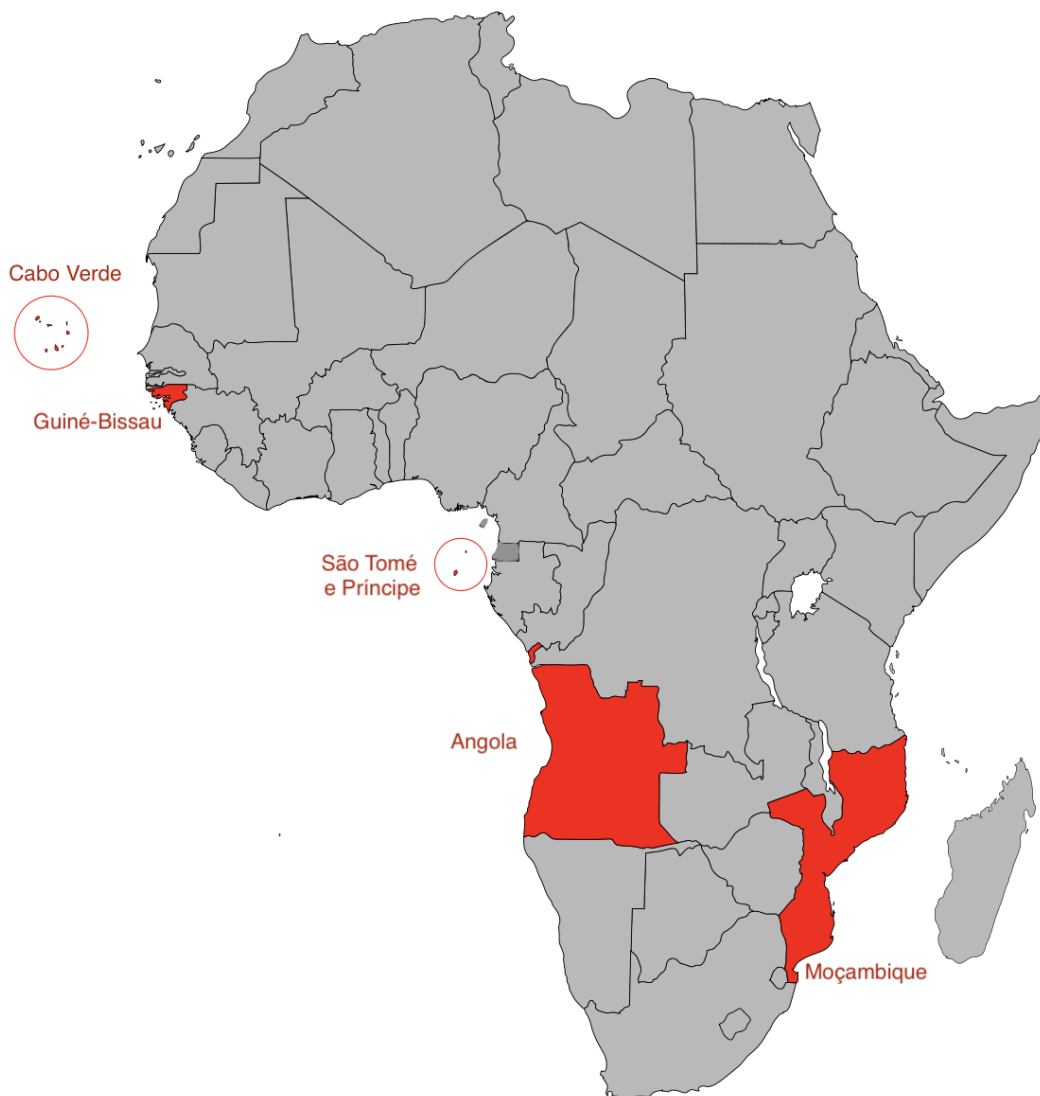 Cabo Verde
Guiné-Bissau
São Tomé
e Príncipe
Angola
Moçambique